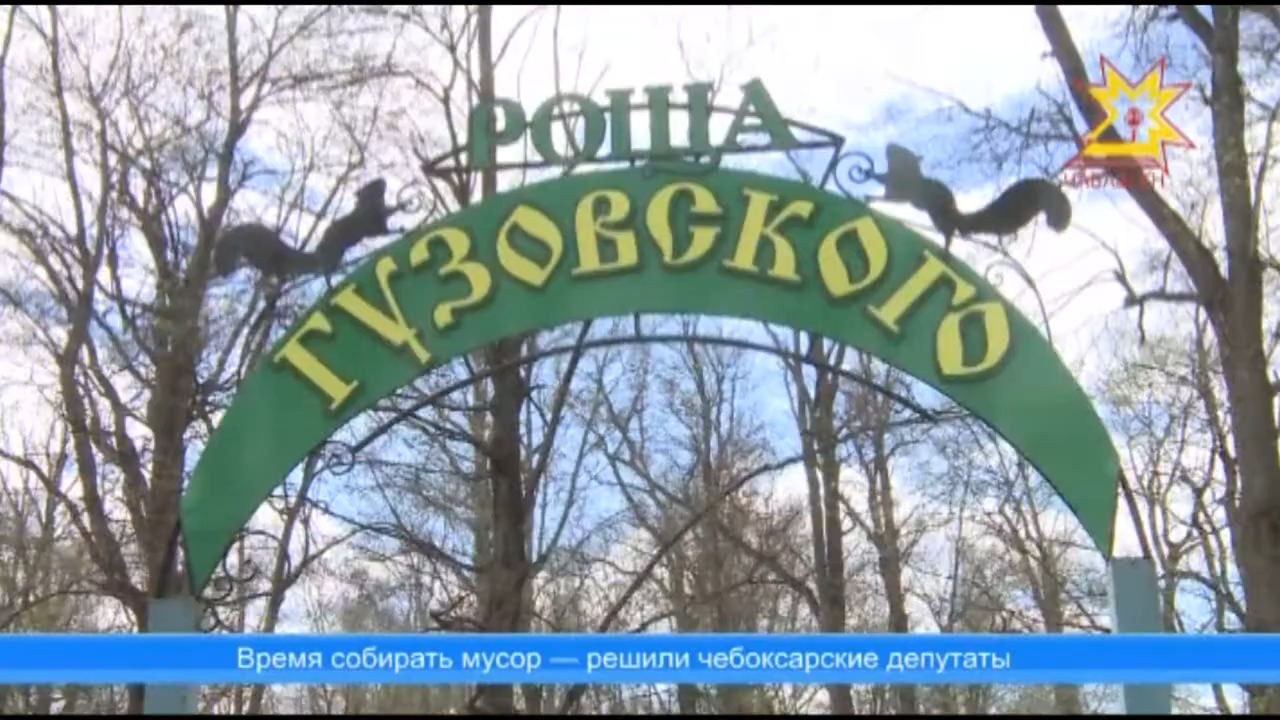 РОЩА
ГУЗОВСКОГО
Время собирать мусор — решили чебоксарские депутаты